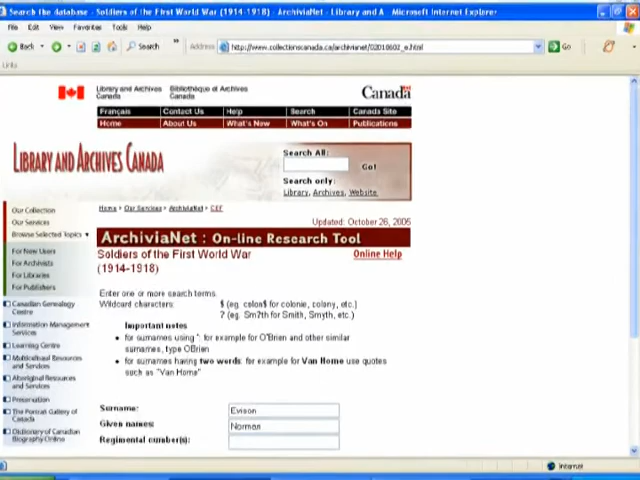 Search the database - Soldiers of the First World War (1914-1918) - ArchiviaNet - Library and A - Microsoft Internet Explorer
File Edit View Favorites Tools Help
Back Search Address http://www.collectionscanada.ca/archivianet/02010602_e.html Go
Links
Library and Archives Canada
Bibliothèque et Archives Canada
Canada
Français Contact Us Help Search Canada Site
Home About Us What's New What's On Publications
LIBRARY AND ARCHIVES CANADA
Search All:
Go!
Search only:
Library, Archives, Website
Our Collection
Our Services
Browse Selected Topics
For New Users
For Archivists
For Libraries
For Publishers
Canadian Genealogy Centre
Information Management Services
Learning Centre
Multicultural Resources and Services
Aboriginal Resources and Services
Preservation
The Portrait Gallery of Canada
Dictionary of Canadian Biography Online
Home > Our Services > ArchiviaNet > CEF
Updated: October 26, 2005
ArchiviaNet : On-line Research Tool
Soldiers of the First World War
(1914-1918)
Online Help
Enter one or more search terms.
Wildcard characters: $ (eg. colon$ for colonie, colony, etc.)
? (eg. Sm?th for Smith, Smyth, etc.)
Important notes
for surnames using ': for example for O'Brien and other similar
surnames, type OBrien
for surnames having two words: for example for Van Home use quotes
such as "Van Home"
Surname: Evison
Given names: Norman
Regimental number(s):
Internet